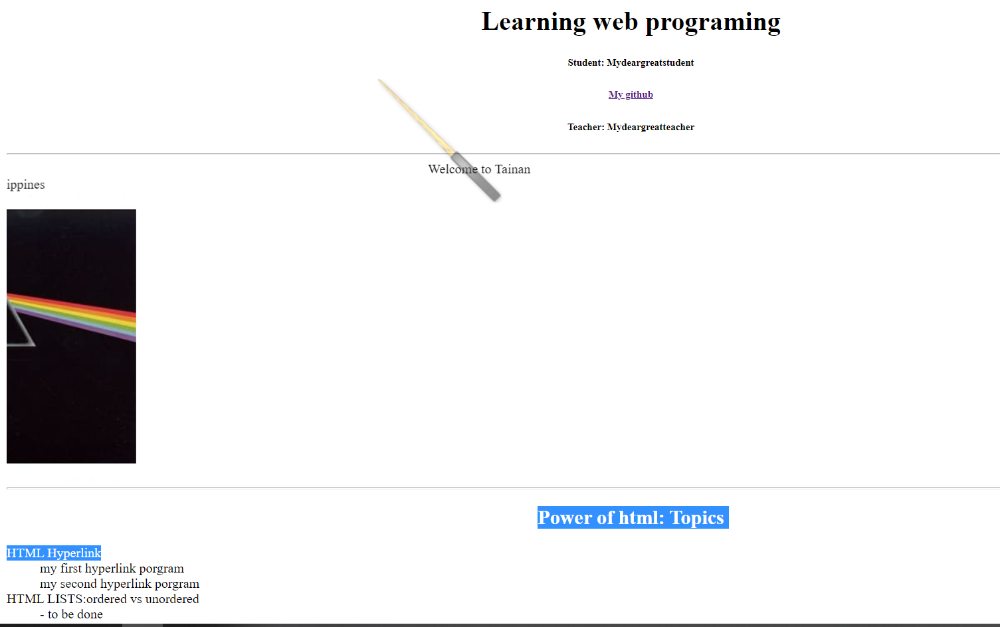 Learning web programing
Student: Mydeargreatstudent
My github
Teacher: Mydeargreatteacher
Welcome to Tainan
ippines
Power of html: Topics
HTML Hyperlink
my first hyperlink porgram
my second hyperlink porgram
HTML LISTS:ordered vs unordered
- to be done